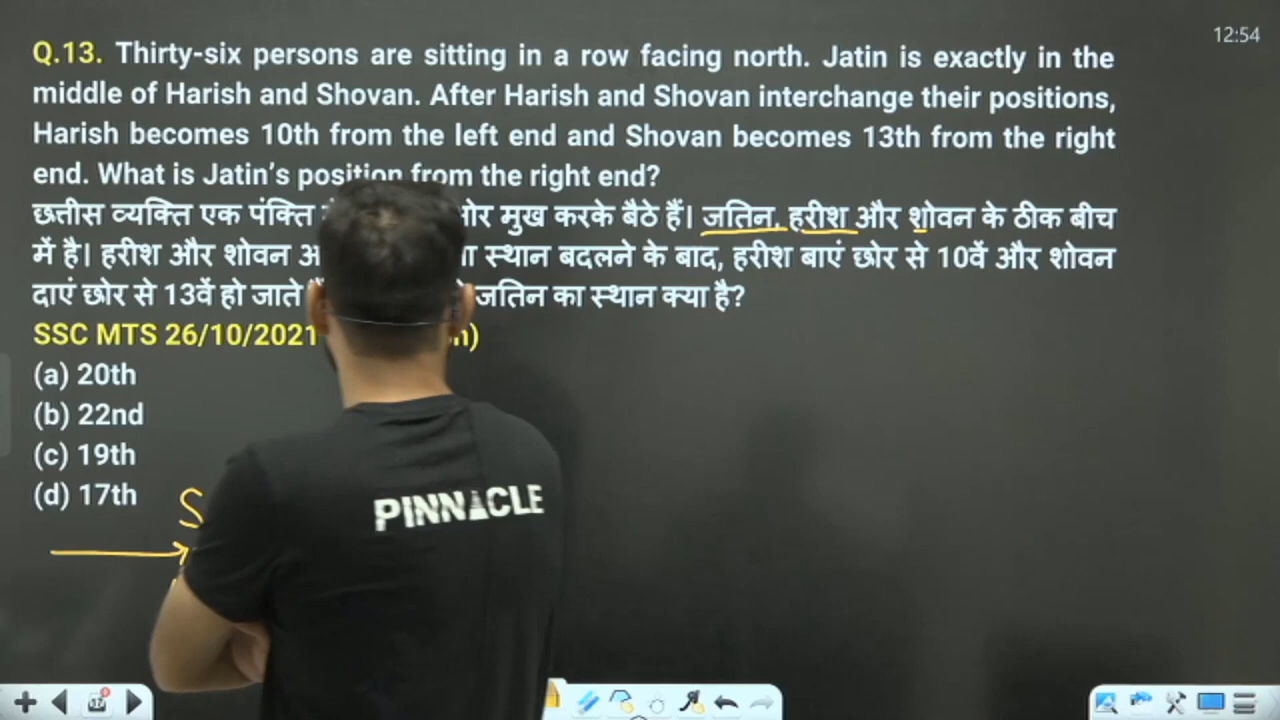 12:54
Q.13. Thirty-six persons are sitting in a row facing north. Jatin is exactly in the
middle of Harish and Shovan. After Harish and Shovan interchange their positions,
Harish becomes 10th from the left end and Shovan becomes 13th from the right
end. What is Jatin's position from the right end?
छत्तीस व्यक्ति एक पंक्ति ओर मुख करके बैठे हैं। जतिन, हरीश और शोवन के ठीक बीच
में है। हरीश और शोवन स्थान बदलने के बाद, हरीश बाएं छोर से 10वें और शोवन
दाएं छोर से 13वें हो जाते जतिन का स्थान क्या है?
SSC MTS 26/10/2021
(a) 20th
(b) 22nd
(c) 19th
(d) 17th
S
PINNACLE